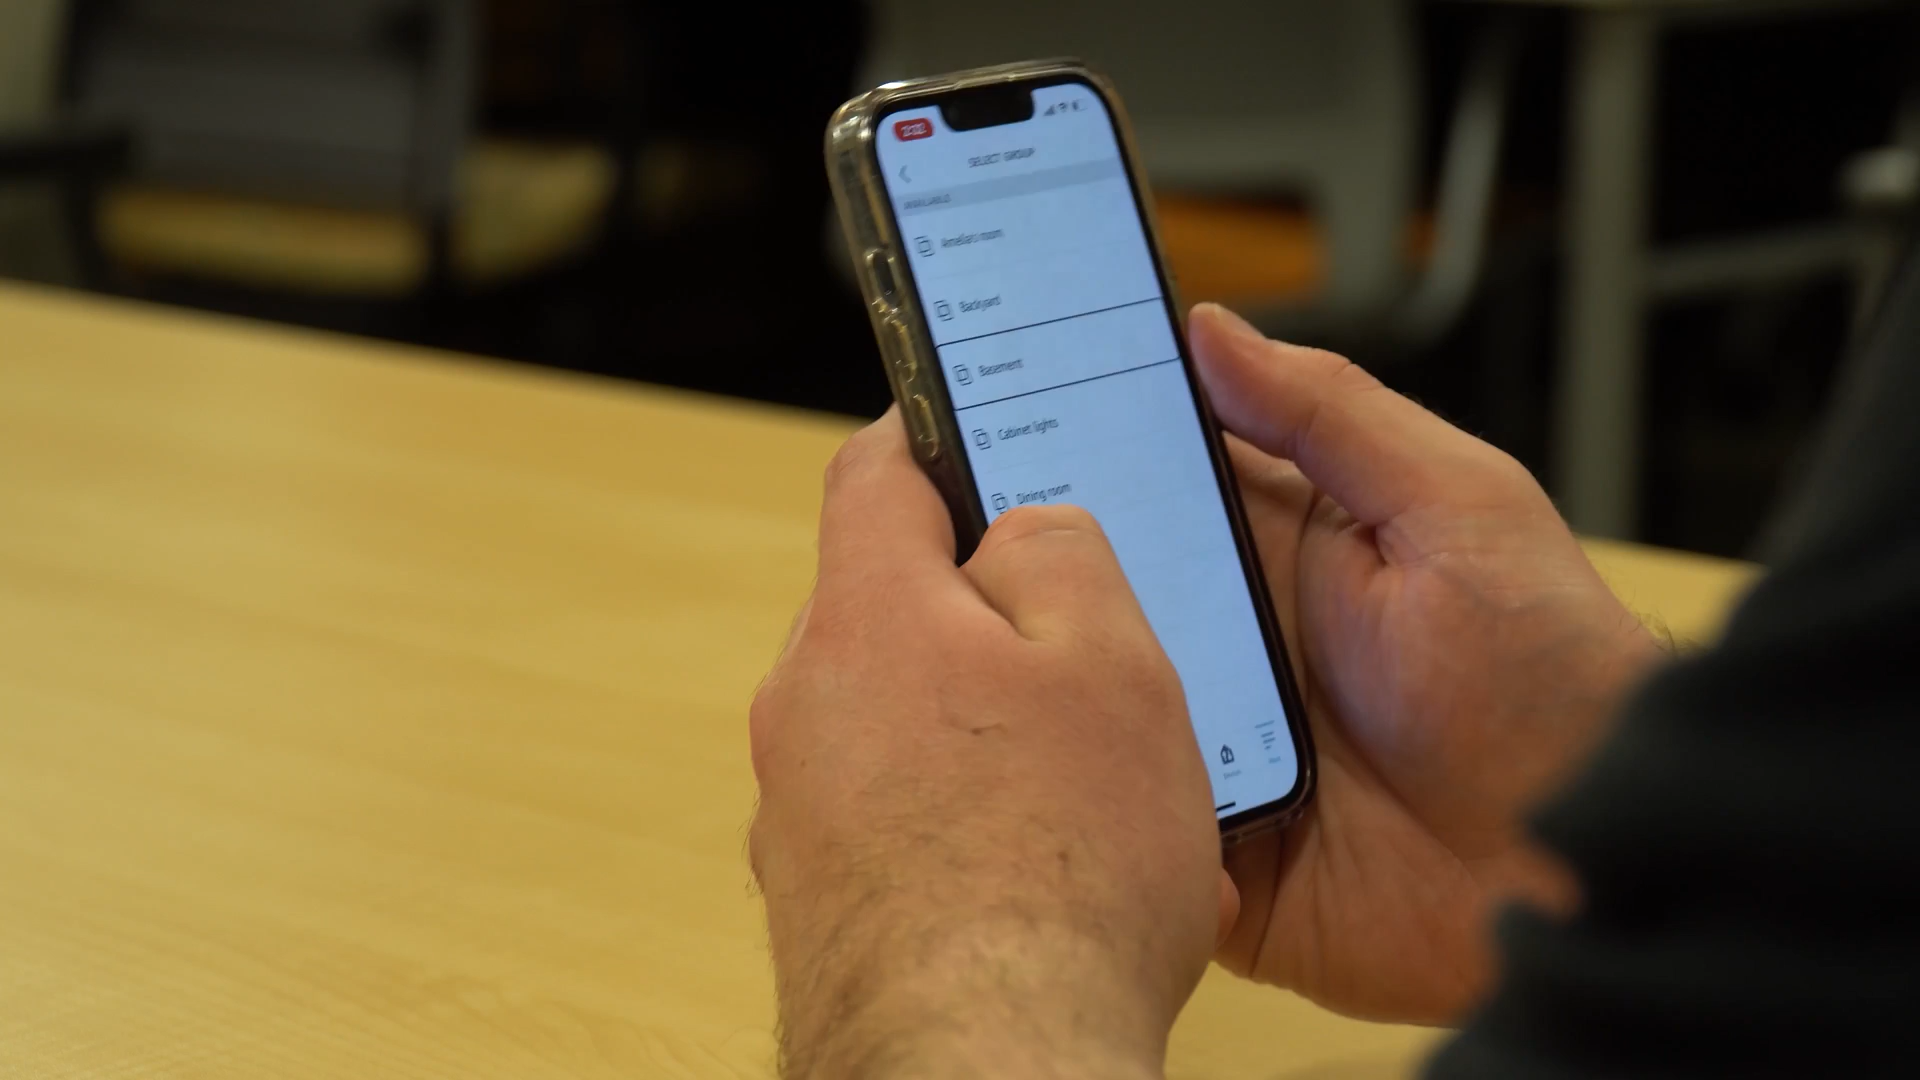 SELECT GROUP
AVAILABLE
Amelia's room
Backyard
Basement
Cabinet lights
Dining room